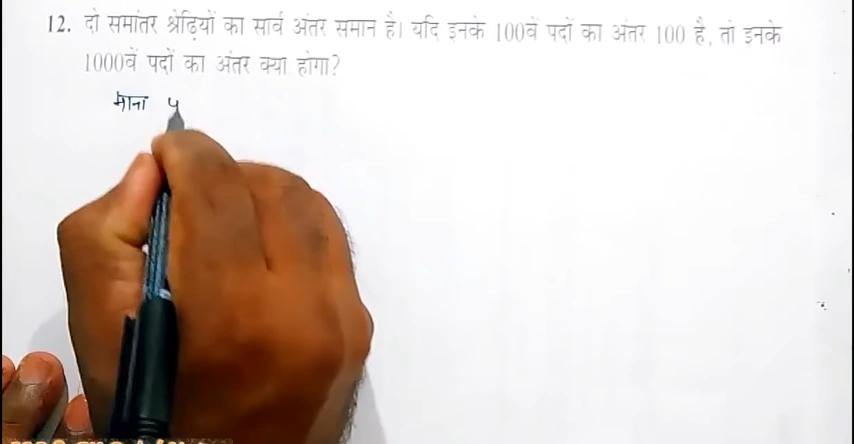 12. दो समांतर श्रेढ़ियों का सार्व अंतर समान है। यदि इनके 100वें पदों का अंतर 100 है, तो इनके
1000वें पदों का अंतर क्या होगा?
माना